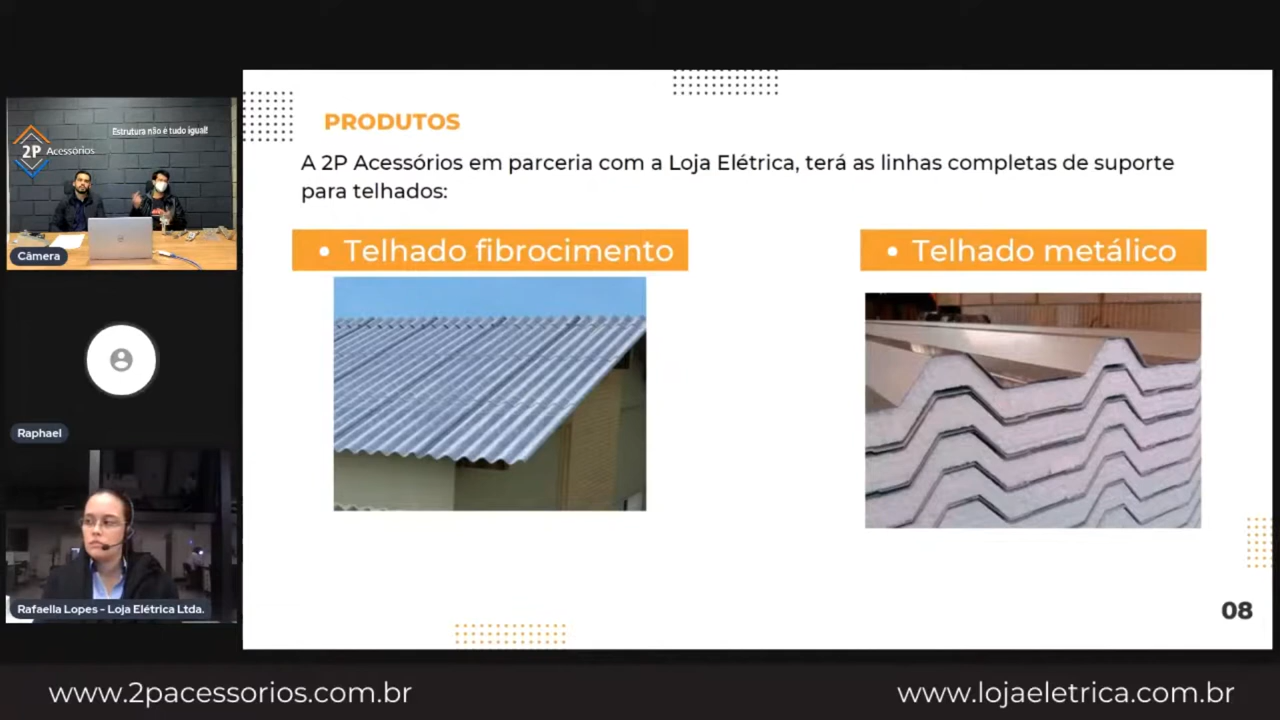 Estrutura não é tudo igual!
2P Acessórios
Câmera
Raphael
Rafaella Lopes - Loja Elétrica Ltda.
PRODUTOS
A 2P Acessórios em parceria com a Loja Elétrica, terá as linhas completas de suporte
para telhados:
• Telhado fibrocimento
• Telhado metálico
08
www.2pacessorios.com.br
www.lojaeletrica.com.br